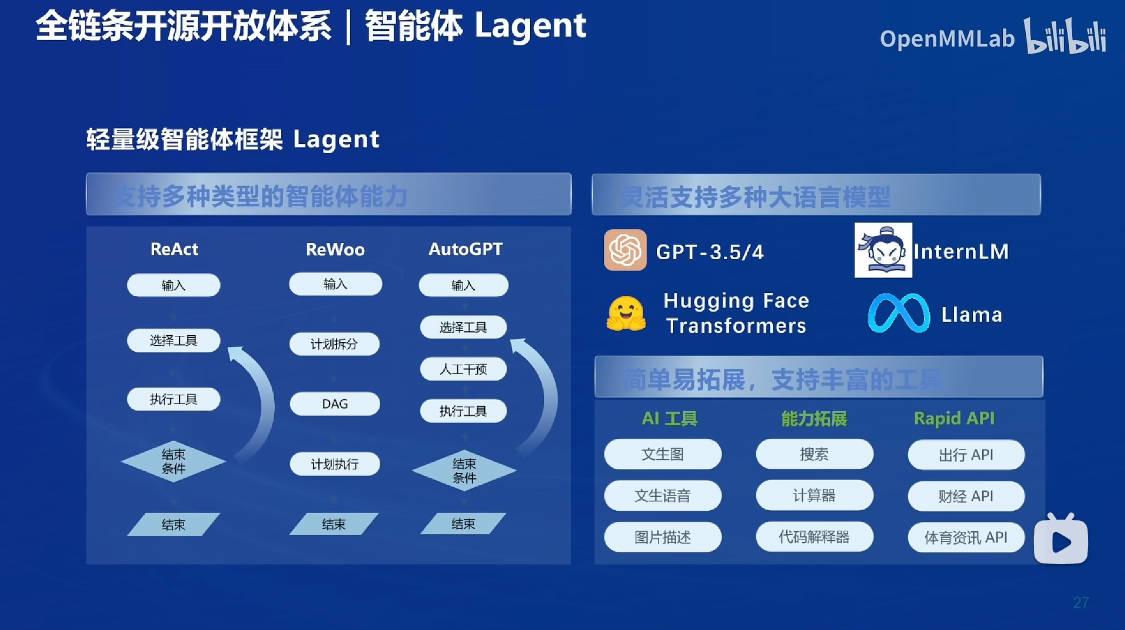 全链条开源开放体系 | 智能体 Lagent
OpenMMLab bilibili
轻量级智能体框架 Lagent
支持多种类型的智能体能力
ReAct
输入
选择工具
执行工具
结束
条件
结束
ReWoo
输入
计划拆分
DAG
计划执行
结束
AutoGPT
输入
选择工具
人工干预
执行工具
结束
条件
结束
灵活支持多种大语言模型
GPT-3.5/4
InternLM
Hugging Face
Transformers
Llama
简单易拓展，支持丰富的工具
AI 工具
文生图
文生语音
图片描述
能力拓展
搜索
计算器
代码解释器
Rapid API
出行 API
财经 API
体育资讯 API
27